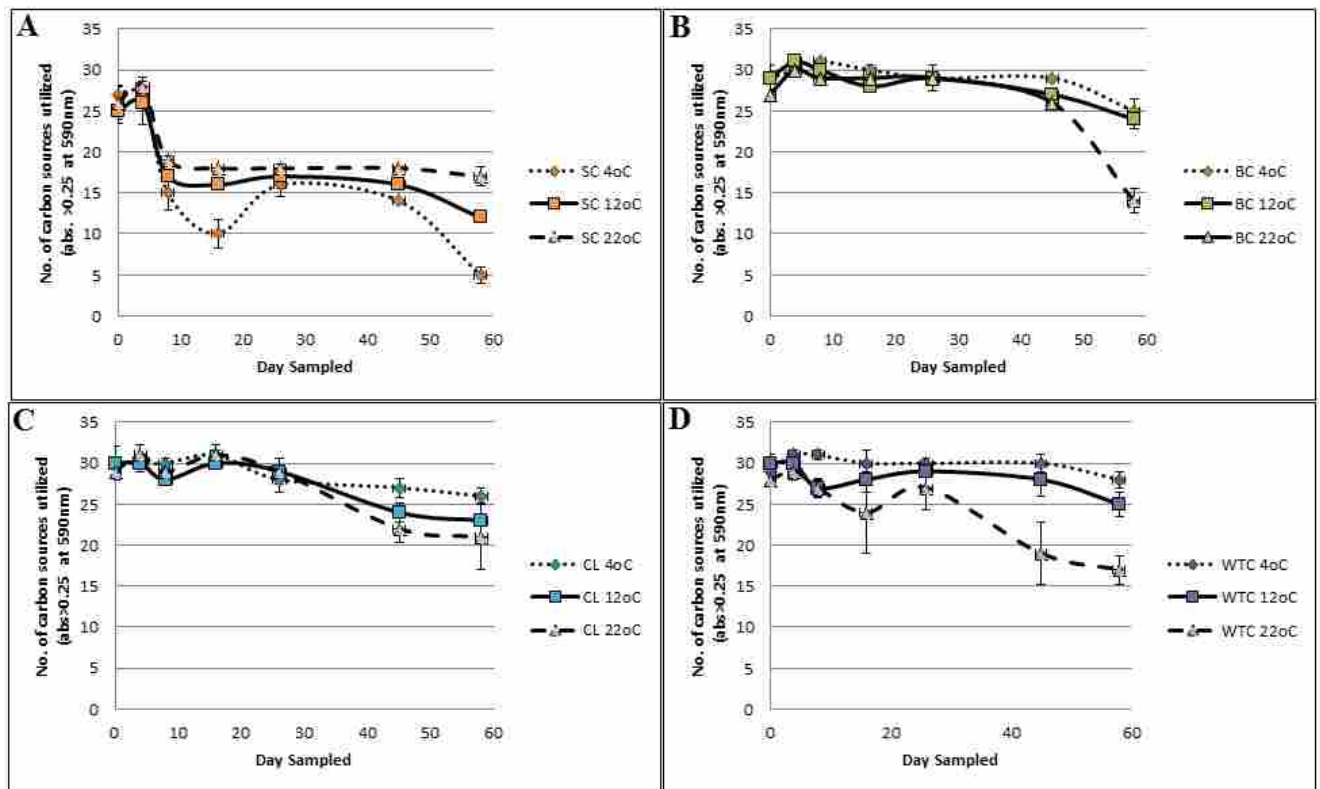 A
No. of carbon sources utilized
(abs. >0.25 at 590nm)
35
30
25
20
15
10
5
0
0 10 20 30 40 50 60
Day Sampled
SC 4oC
SC 12oC
SC 22oC
B
No. of carbon sources utilized
(abs. >0.25 at 590nm)
35
30
25
20
15
10
5
0
0 10 20 30 40 50 60
Day Sampled
BC 4oC
BC 12oC
BC 22oC
C
No. of carbon sources utilized
(abs>0.25 at 590nm)
35
30
25
20
15
10
5
0
0 10 20 30 40 50 60
Day Sampled
CL 4oC
CL 12oC
CL 22oC
D
No. of carbon sources utilized
(abs>0.25 at 590nm)
35
30
25
20
15
10
5
0
0 20 40 60
Day Sampled
WTC 4oC
WTC 12oC
WTC 22oC